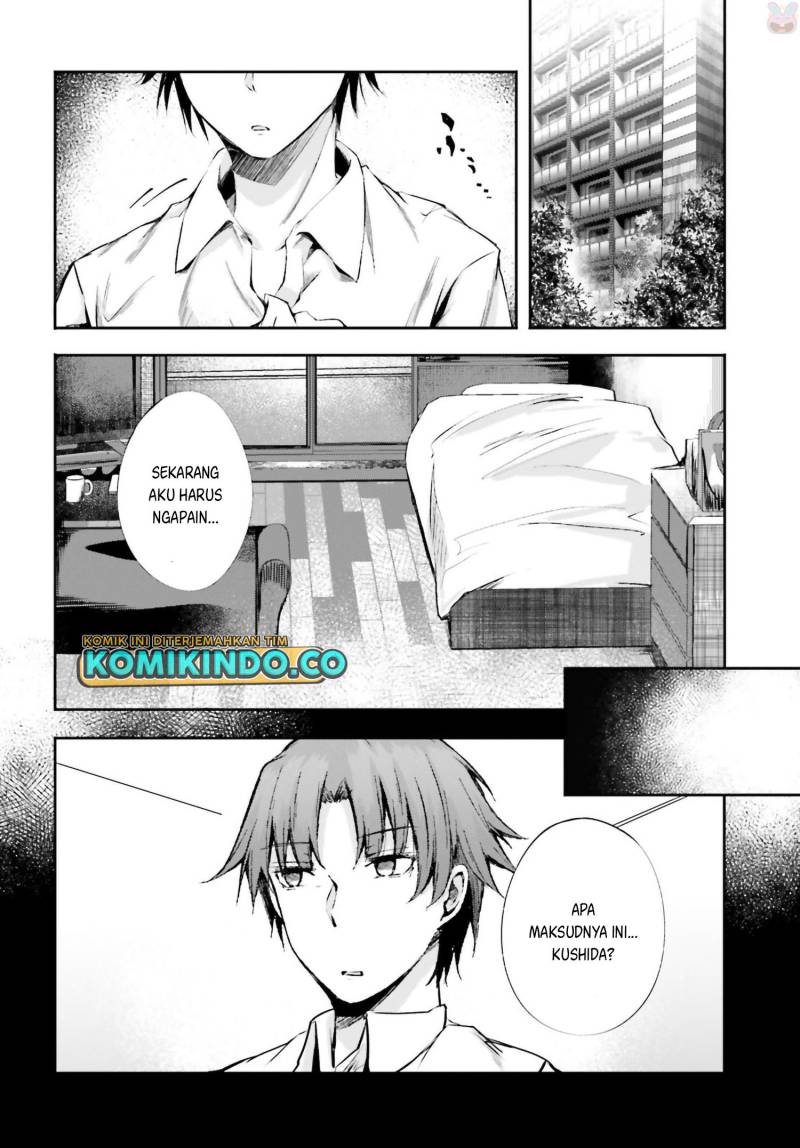 SEKARANG
AKU HARUS
NGAPAIN...
KOMIK INI DITERJEMAHKAN TIM
KOMIKINDO.CO
APA
MAKSUDNYA INI...
KUSHIDA?